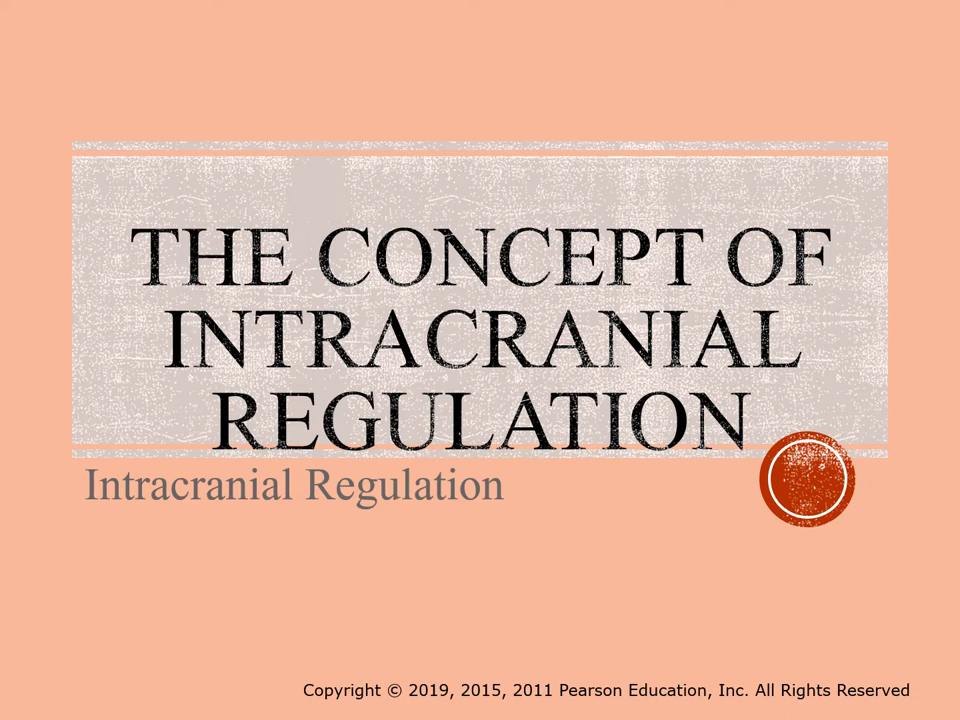 THE CONCEPT OF
INTRACRANIAL
REGULATION
Intracranial Regulation
Copyright © 2019, 2015, 2011 Pearson Education, Inc. All Rights Reserved